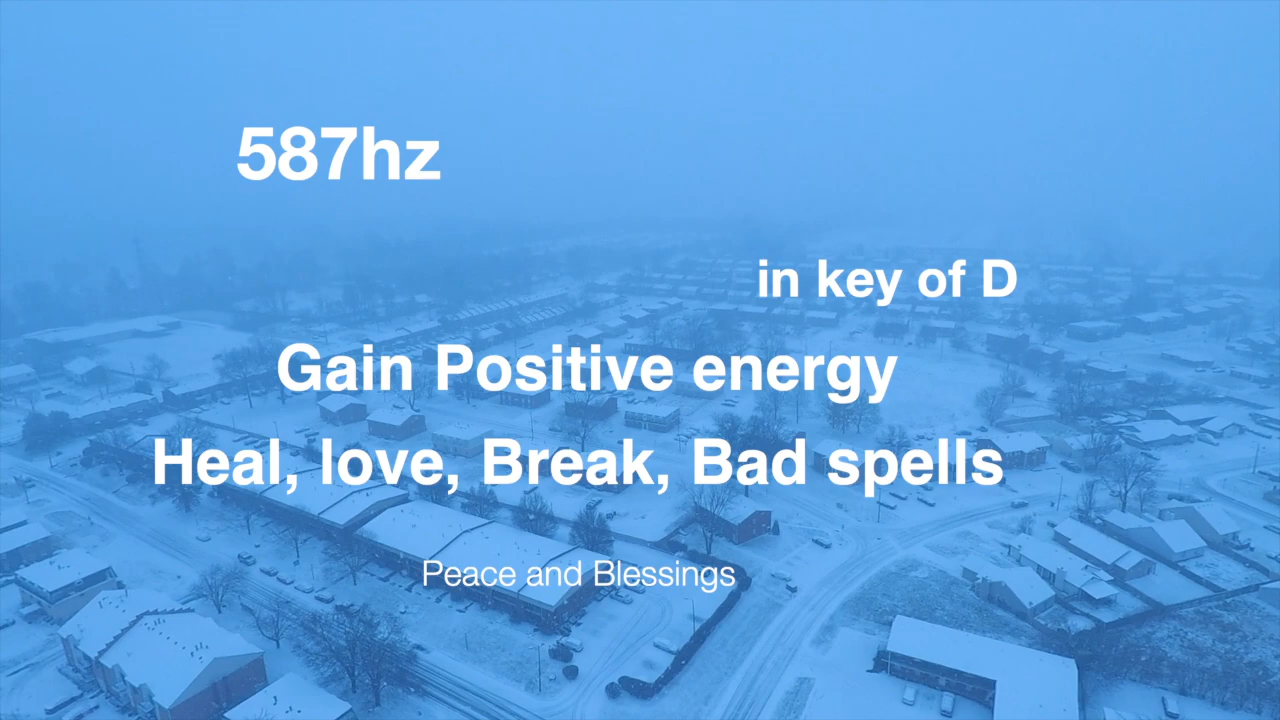 587hz
in key of D
Gain Positive energy
Heal, love, Break, Bad spells
Peace and Blessings